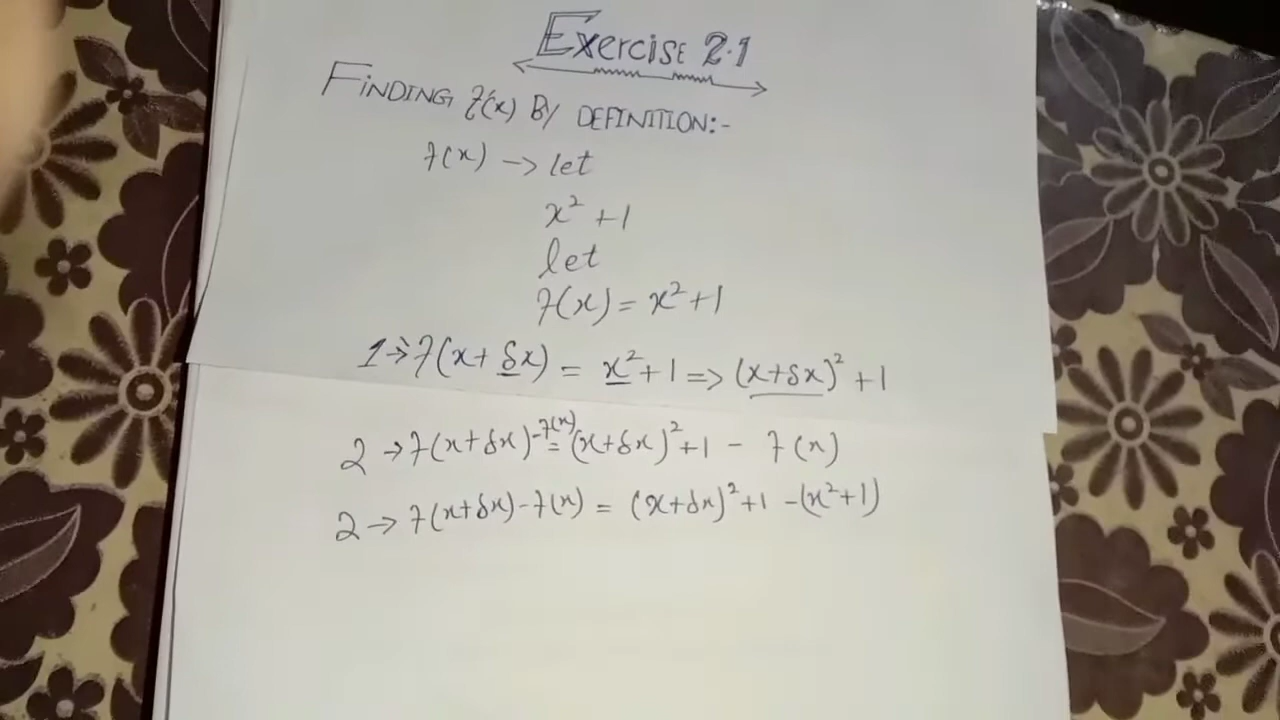 Exercise 2.1
FINDING f'(x) BY DEFINITION:-
f(x) → let
x² + 1
let
f(x) = x² + 1
1→ f(x + δx) = x² + 1 => (x+δx)² + 1
2 → f(x+δx) - f(x) = (x+δx)² + 1 - f(x)
2 → f(x+δx) - f(x) = (x+δx)² + 1 - (x² + 1)